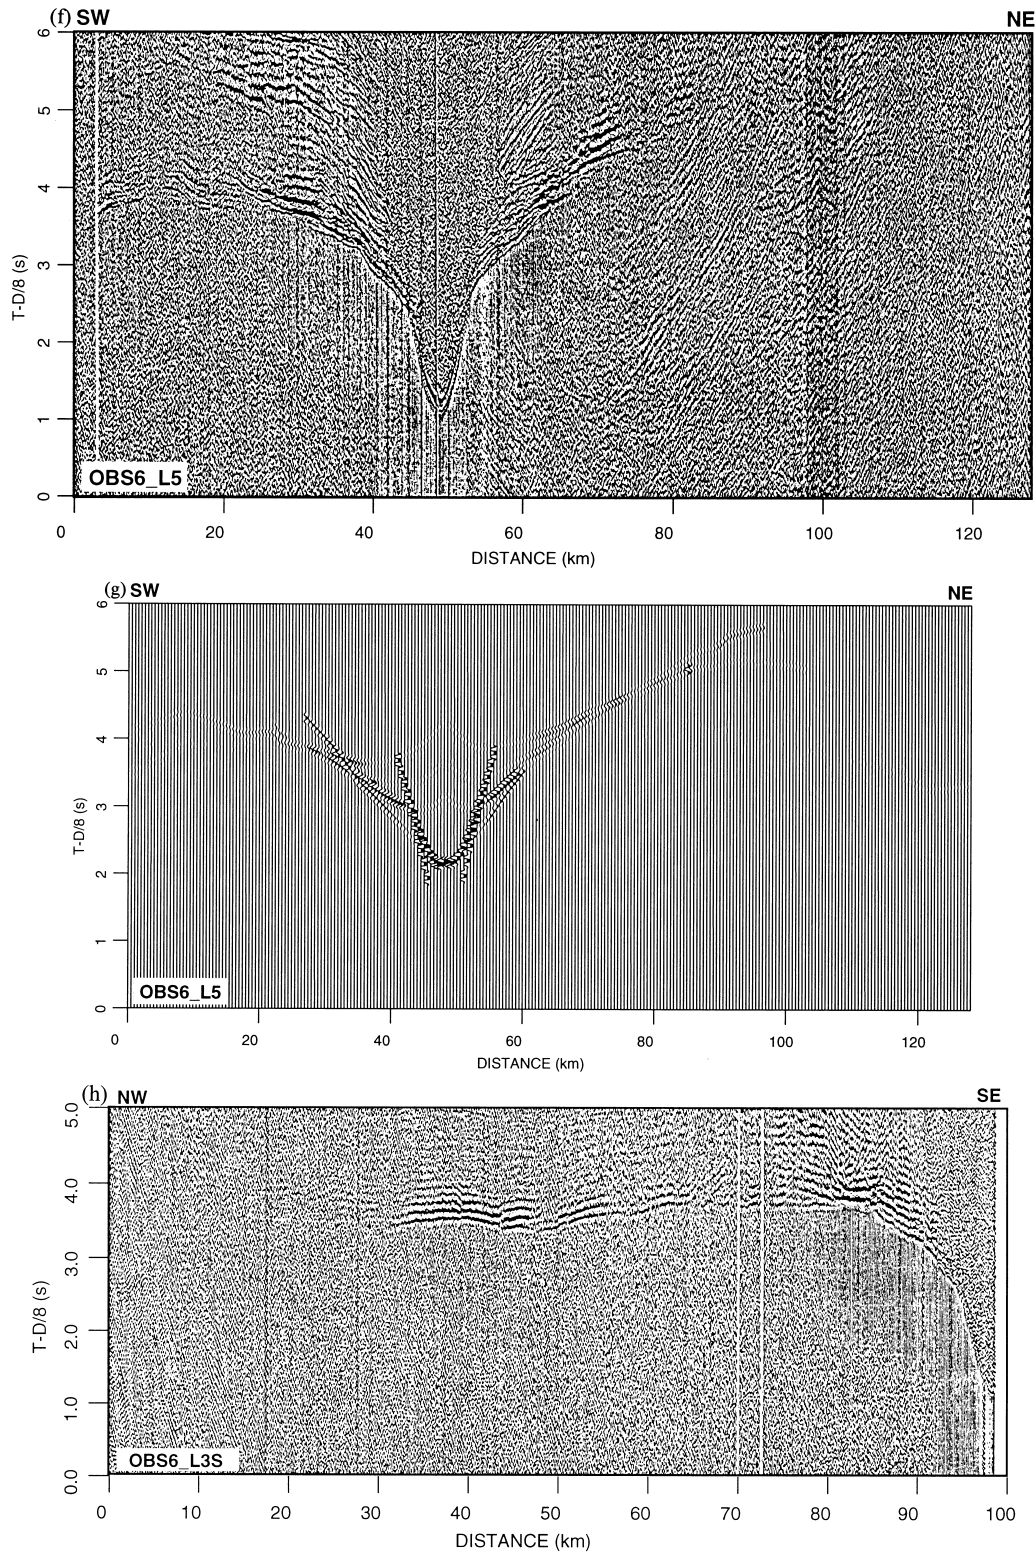 (f) SW NE
6
5
4
3
2
1
0
T-D/8 (s)
OBS6_L5
0 20 40 60 80 100 120
DISTANCE (km)
(g) SW NE
6
5
4
3
2
1
0
T-D/8 (s)
OBS6_L5
0 20 40 60 80 100 120
DISTANCE (km)
(h) NW SE
5.0
4.0
3.0
2.0
1.0
0.0
T-D/8 (s)
OBS6_L3S
0 10 20 30 40 50 60 70 80 90 100
DISTANCE (km)